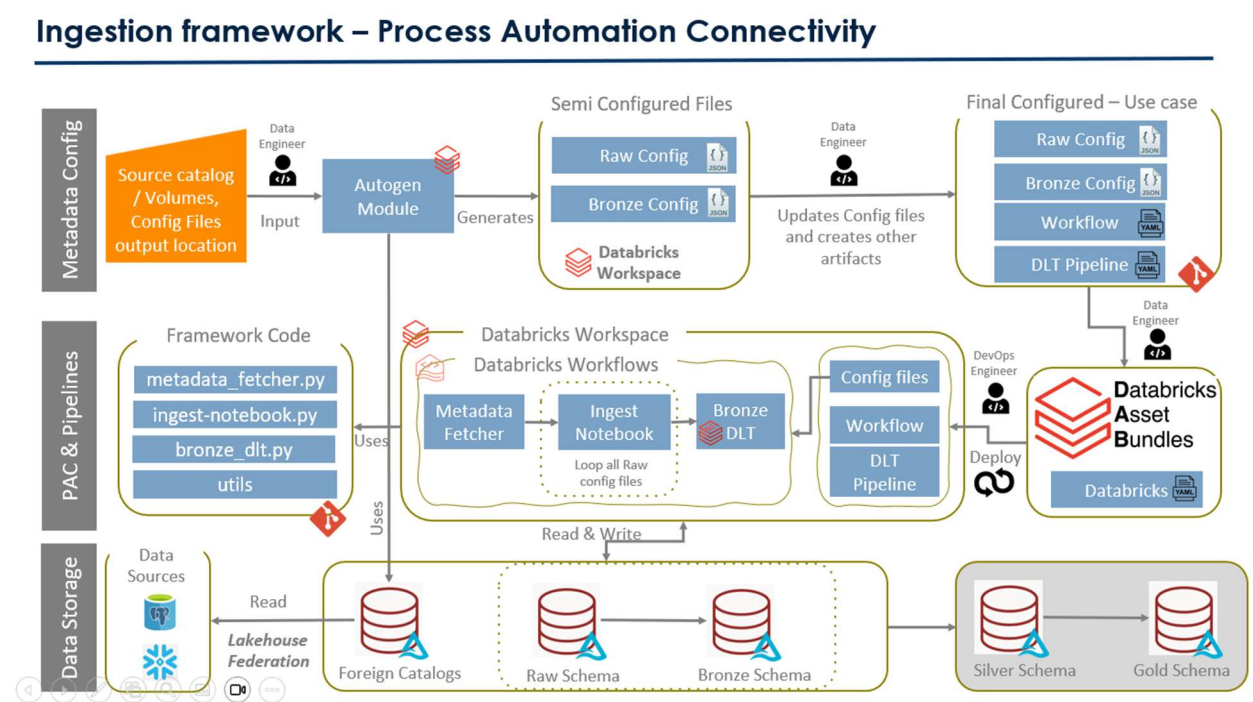 Ingestion framework – Process Automation Connectivity
Metadata Config
Source catalog
/ Volumes,
Config Files
output location
Data
Engineer
Input
Autogen
Module
Generates
Semi Configured Files
Raw Config
{}
JSON
Bronze Config
{}
JSON
Databricks
Workspace
Data
Engineer
Updates Config files
and creates other
artifacts
Final Configured – Use case
Raw Config
{}
JSON
Bronze Config
{}
JSON
Workflow
YAML
DLT Pipeline
YAML
Data
Engineer
PAC & Pipelines
Framework Code
metadata_fetcher.py
ingest-notebook.py
bronze_dlt.py
utils
Uses
Uses
Databricks Workspace
Databricks Workflows
Metadata
Fetcher
Ingest
Notebook
Loop all Raw
config files
Bronze
DLT
Config files
Workflow
DLT
Pipeline
DevOps
Engineer
Deploy
Databricks
Asset
Bundles
Databricks
YAML
Read & Write
Data Storage
Data
Sources
Read
Lakehouse
Federation
Foreign Catalogs
Raw Schema
Bronze Schema
Silver Schema
Gold Schema